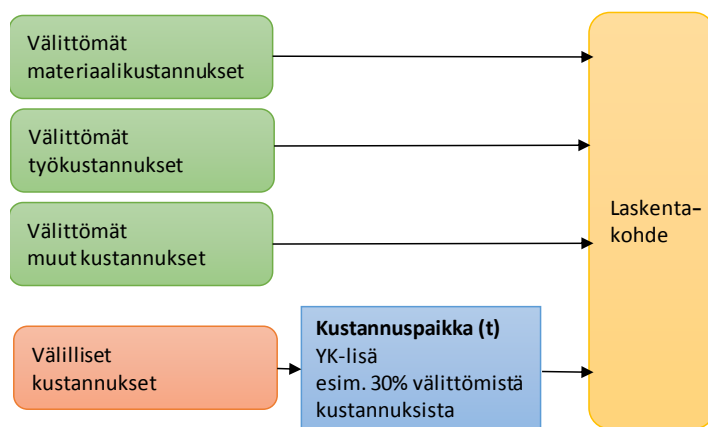 Välittömät
materiaalikustannukset
Välittömät
työkustannukset
Välittömät
muut kustannukset
Välilliset
kustannukset
Kustannuspaikka (t)
YK-lisä
esim. 30% välittömistä
kustannuksista
Laskenta-
kohde